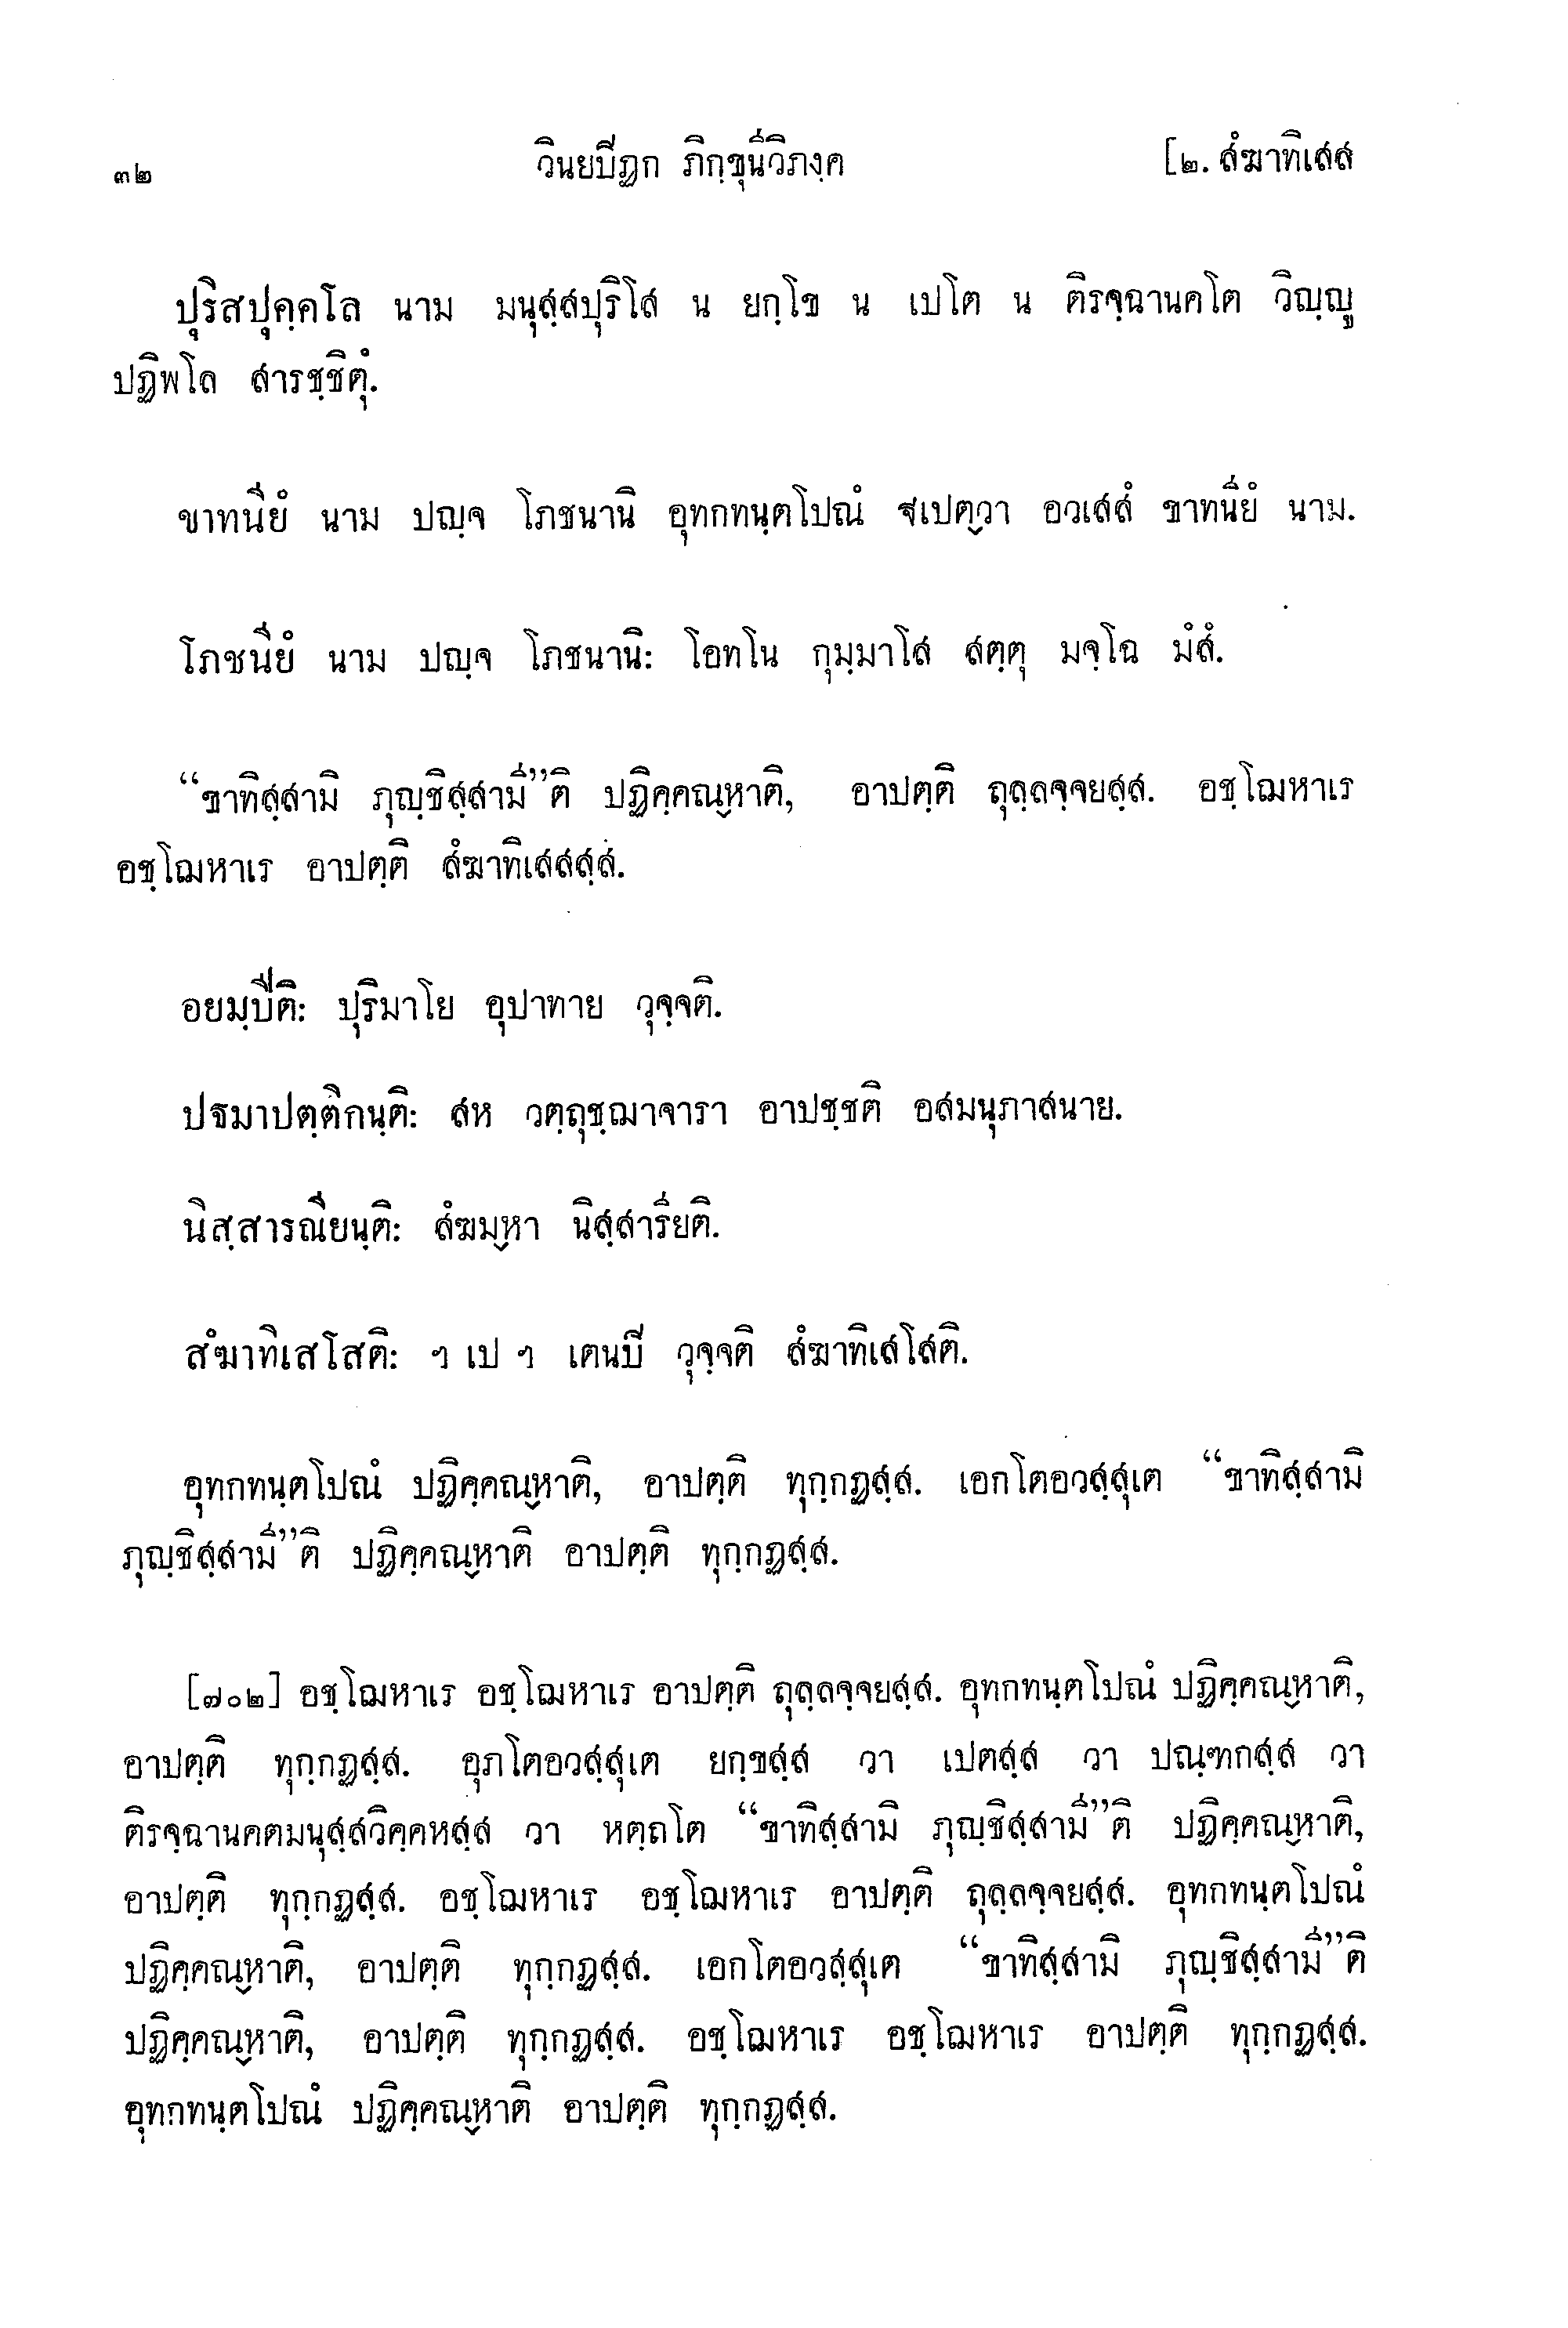 ๓๒ วินยปิฏก ภิกฺขุนีวิภงฺค [๒. สํฆาทิเสส
ปุริสปุคฺคโล นาม มนุสฺสปุริโส น ยกฺโข น เปโต น ติรจฺฉานคโต วิญฺญู
ปฏิพโล สารชฺชิตุํ.
ขาทนียํ นาม ปญฺจ โภชนานิ อุทกทนฺตโปณํ ฐเปตฺวา อวเสสํ ขาทนียํ นาม.
โภชนียํ นาม ปญฺจ โภชนานิ: โอทโน กุมฺมาโส สตฺตุ มจฺโฉ มํสํ.
“ขาทิสฺสามิ ภุญฺชิสฺสามี”ติ ปฏิคฺคณฺหาติ, อาปตฺติ ถุลฺลจฺจยสฺส. อชฺโฌหาเร
อชฺโฌหาเร อาปตฺติ สํฆาทิเสสสฺส.
อยมฺปีติ: ปุริมาโย อุปาทาย วุจฺจติ.
ปฐมาปตฺติกนฺติ: สห วตฺถุชฺฌาจารา อาปชฺชติ อสมนุภาสนาย.
นิสฺสารณียนฺติ: สํฆมฺหา นิสฺสารียติ.
สํฆาทิเสโสติ: ฯ เป ฯ เตนปิ วุจฺจติ สํฆาทิเสโสติ.
อุทกทนฺตโปณํ ปฏิคฺคณฺหาติ, อาปตฺติ ทุกฺกฏสฺส. เอกโตอวสฺสุเต “ขาทิสฺสามิ
ภุญฺชิสฺสามี”ติ ปฏิคฺคณฺหาติ อาปตฺติ ทุกฺกฏสฺส.
[๗๐๒] อชฺโฌหาเร อชฺโฌหาเร อาปตฺติ ถุลฺลจฺจยสฺส. อุทกทนฺตโปณํ ปฏิคฺคณฺหาติ,
อาปตฺติ ทุกฺกฏสฺส. อุภโตอวสฺสุเต ยกฺขสฺส วา เปตสฺส วา ปณฺฑกสฺส วา
ติรจฺฉานคตมนุสฺสวิคฺคหสฺส วา หตฺถโต “ขาทิสฺสามิ ภุญฺชิสฺสามี”ติ ปฏิคฺคณฺหาติ,
อาปตฺติ ทุกฺกฏสฺส. อชฺโฌหาเร อชฺโฌหาเร อาปตฺติ ถุลฺลจฺจยสฺส. อุทกทนฺตโปณํ
ปฏิคฺคณฺหาติ, อาปตฺติ ทุกฺกฏสฺส. เอกโตอวสฺสุเต “ขาทิสฺสามิ ภุญฺชิสฺสามี”ติ
ปฏิคฺคณฺหาติ, อาปตฺติ ทุกฺกฏสฺส. อชฺโฌหาเร อชฺโฌหาเร อาปตฺติ ทุกฺกฏสฺส.
อุทกทนฺตโปณํ ปฏิคฺคณฺหาติ อาปตฺติ ทุกฺกฏสฺส.